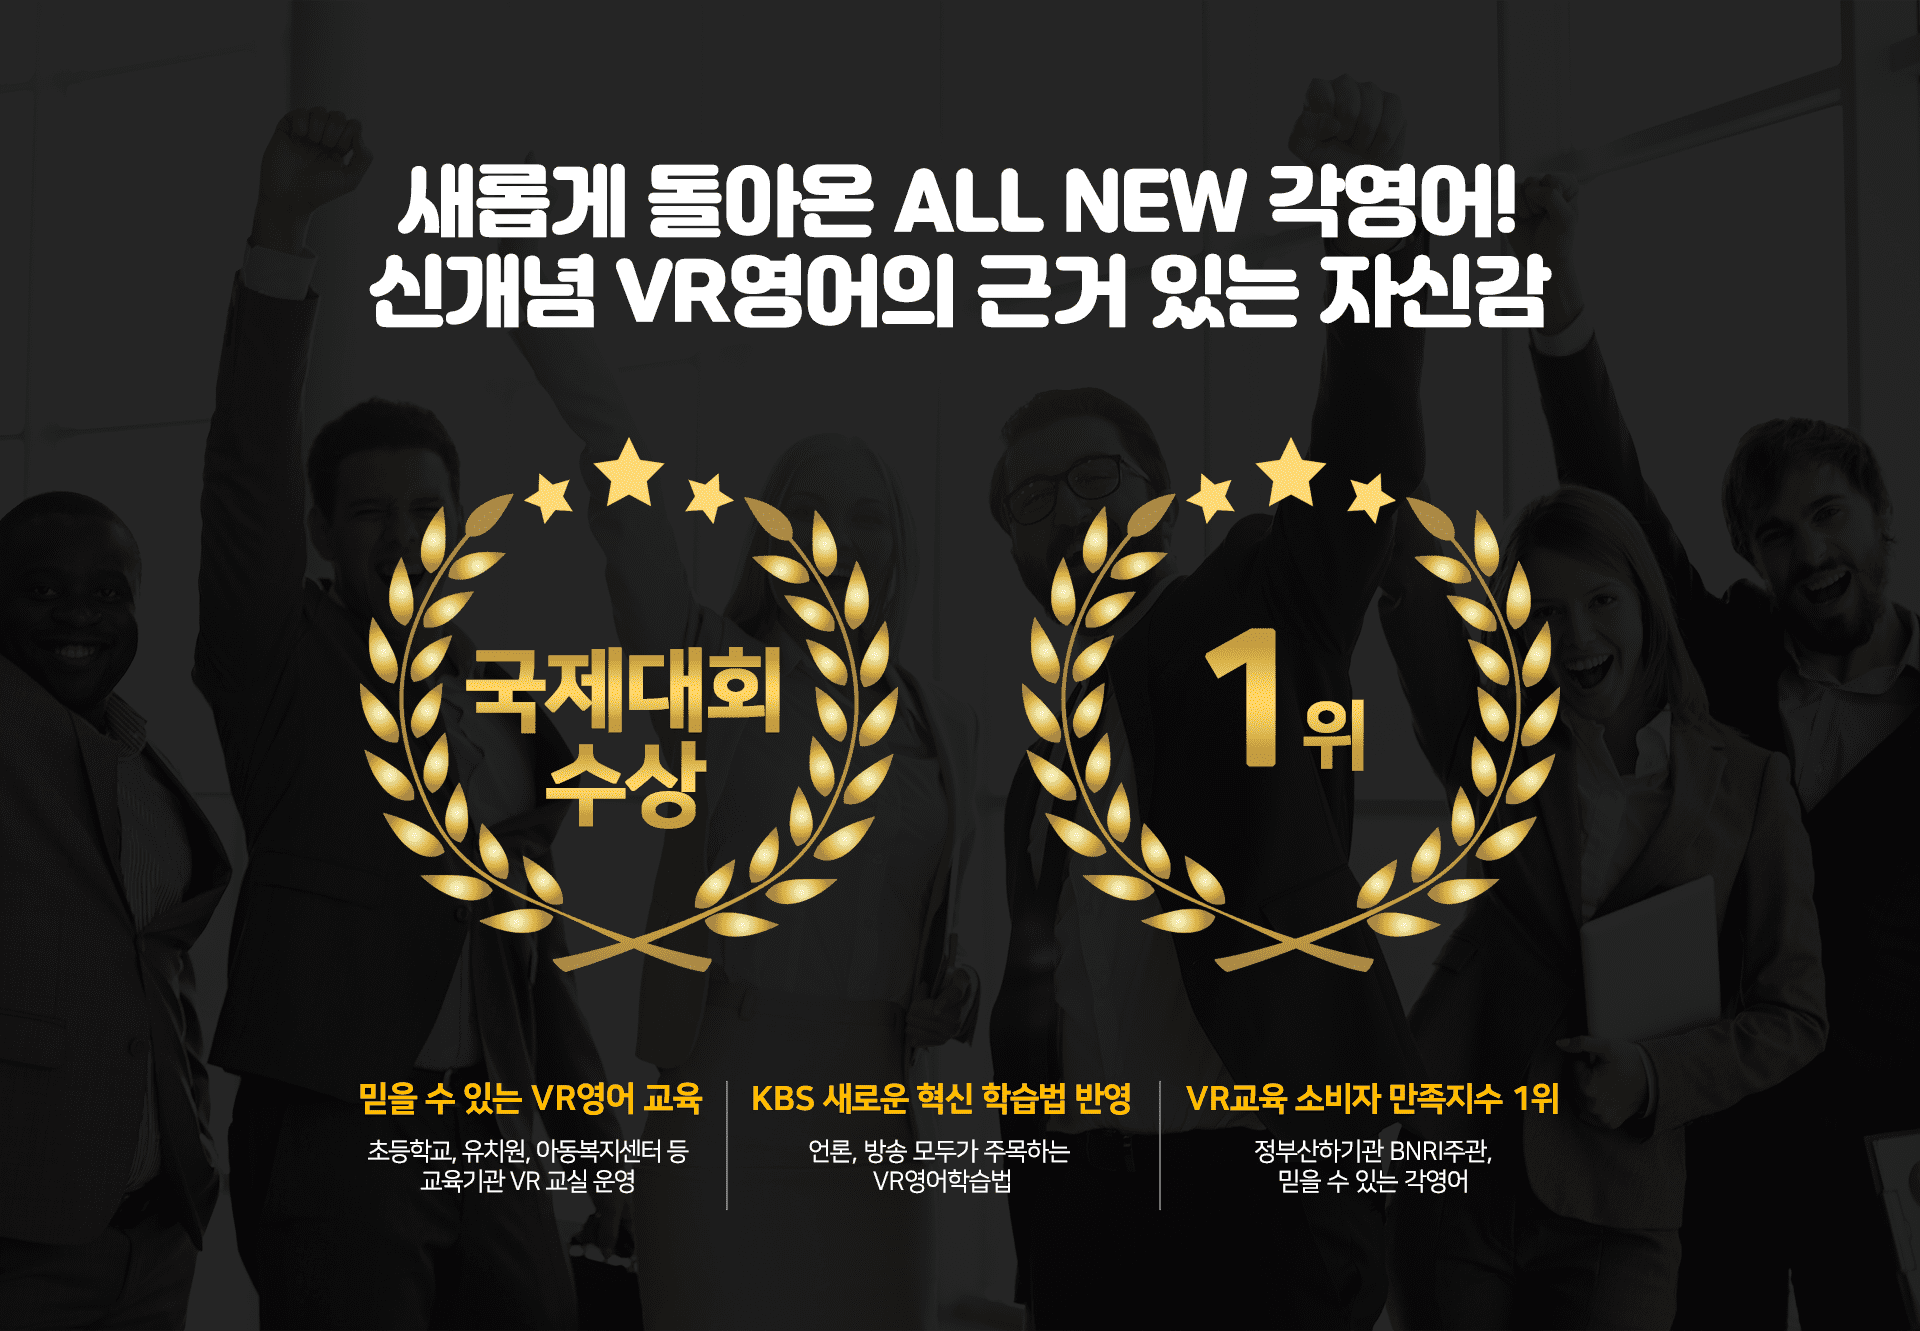 새롭게 돌아온 ALL NEW 각영어!
신개념 VR영어의 근거 있는 자신감
국제대회
수상
1위
믿을 수 있는 VR영어 교육
초등학교, 유치원, 아동복지센터 등
교육기관 VR 교실 운영
KBS 새로운 혁신 학습법 반영
언론, 방송 모두가 주목하는
VR영어학습법
VR교육 소비자 만족지수 1위
정부산하기관 BNRI주관,
믿을 수 있는 각영어